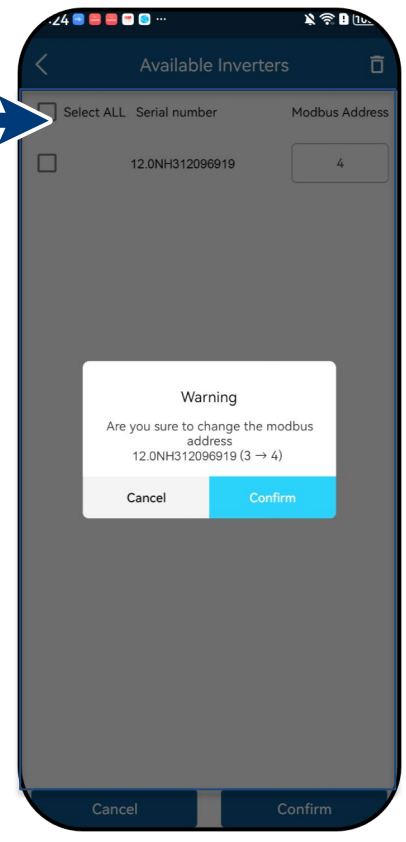 Available Inverters
Select ALL Serial number Modbus Address
12.0NH312096919 4
Warning
Are you sure to change the modbus
address
12.0NH312096919 (3 → 4)
Cancel Confirm
Cancel Confirm